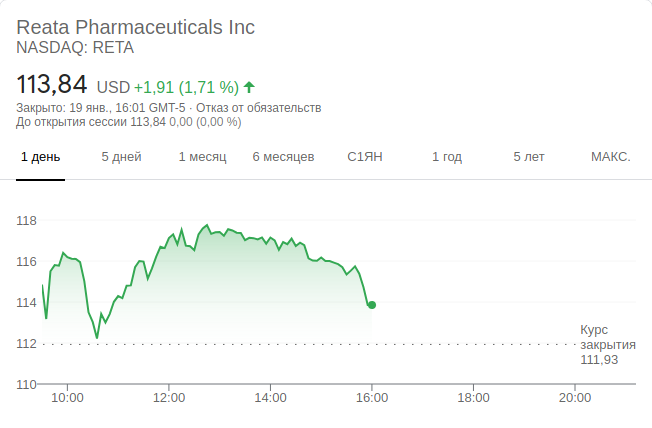 Reata Pharmaceuticals Inc
NASDAQ: RETA
113,84 USD +1,91 (1,71 %)
Закрыто: 19 янв., 16:01 GMT-5 · Отказ от обязательств
До открытия сессии 113,84 0,00 (0,00 %)
1 день 5 дней 1 месяц 6 месяцев С1ЯН 1 год 5 лет МАКС.
118
116
114
112
110
Курс
закрытия
111,93
10:00 12:00 14:00 16:00 18:00 20:00